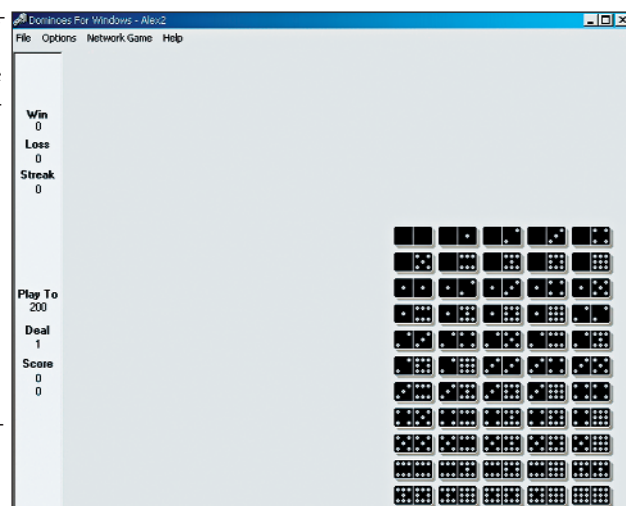 Dominoes For Windows - Alex2
File Options Network Game Help
Win
0
Loss
0
Streak
0
Play To
200
Deal
1
Score
0
0